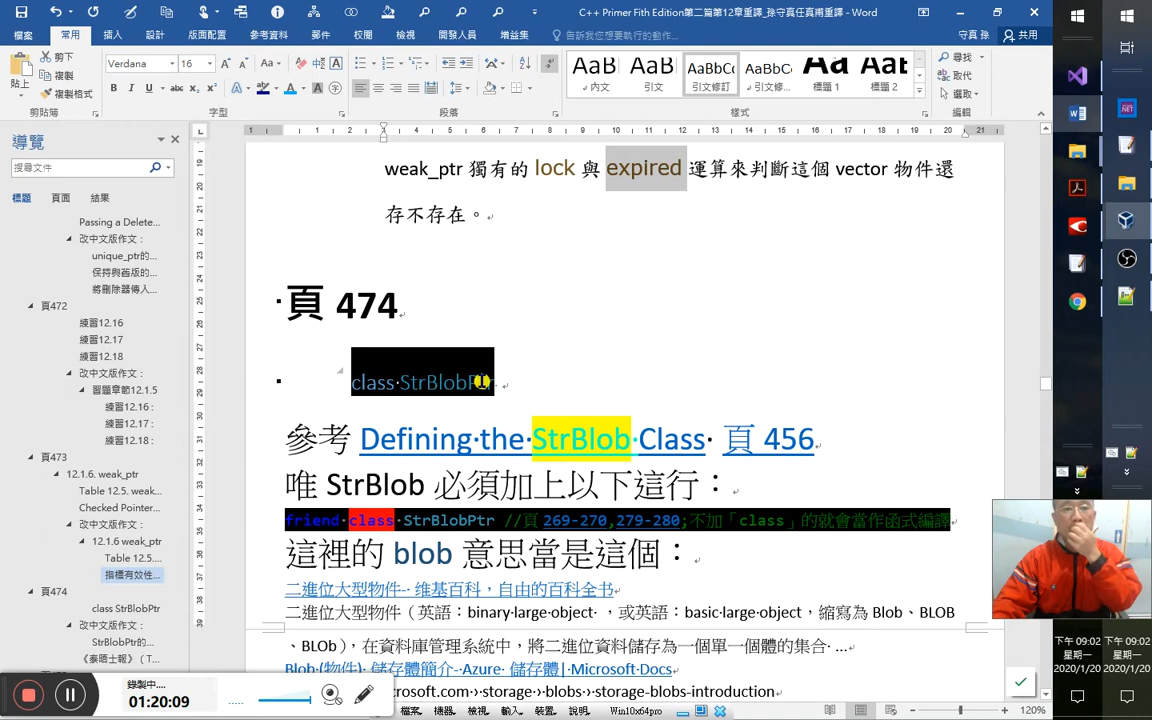 C++ Primer Fith Edition第二篇第12章重譯_孫守真任真甫重譯 - Word
檔案 常用 插入 設計 版面配置 參考資料 郵件 校閱 檢視 開發人員 增益集 告訴我您想要執行的動作... 守真 孫 共用
貼上 剪下 複製 複製格式
Verdana 16
AaB AaB AaBbCc AaBbCc AaB AaB
內文 引文 引文修訂 引文修... 標題 1 標題 2
尋找 取代 選取
剪貼簿 字型 段落 樣式 編輯
導覽
搜尋文件
標題 頁面 結果
Passing a Delete...
改中文版作文：
unique_ptr的...
保持與舊版的...
將刪除器傳入...
頁472
練習12.16
練習12.17
練習12.18
改中文版作文：
習題章節12.1.5
練習12.16：
練習12.17：
練習12.18：
頁473
12.1.6. weak_ptr
Table 12.5. weak...
Checked Pointer...
改中文版作文：
12.1.6 weak_ptr
Table 12.5....
指標有效性...
頁474
class StrBlobPtr
改中文版作文：
StrBlobPtr的...
weak_ptr 獨有的 lock 與 expired 運算來判斷這個 vector 物件還
存不存在。
頁 474
class StrBlobPtr
參考 Defining the StrBlob Class 頁 456
唯 StrBlob 必須加上以下這行：
friend class StrBlobPtr //頁 269-270,279-280;不加「class」的就會當作函式編譯
這裡的 blob 意思當是這個：
二進位大型物件- 维基百科，自由的百科全书
二進位大型物件（英語：binary large object ，或英語：basic large object，縮寫為 Blob、BLOB
、BLOb），在資料庫管理系統中，將二進位資料儲存為一個單一個體的集合 ...
Blob (物件) 儲存體簡介- Azure 儲存體| Microsoft Docs
microsoft.com › storage › blobs › storage-blobs-introduction
錄製中....
01:20:09
檔案 機器 檢視 輸入 裝置 說明 Win10x64pro
120%
下午 09:02
星期一
2020/1/20
下午 09:02
星期一
2020/1/20